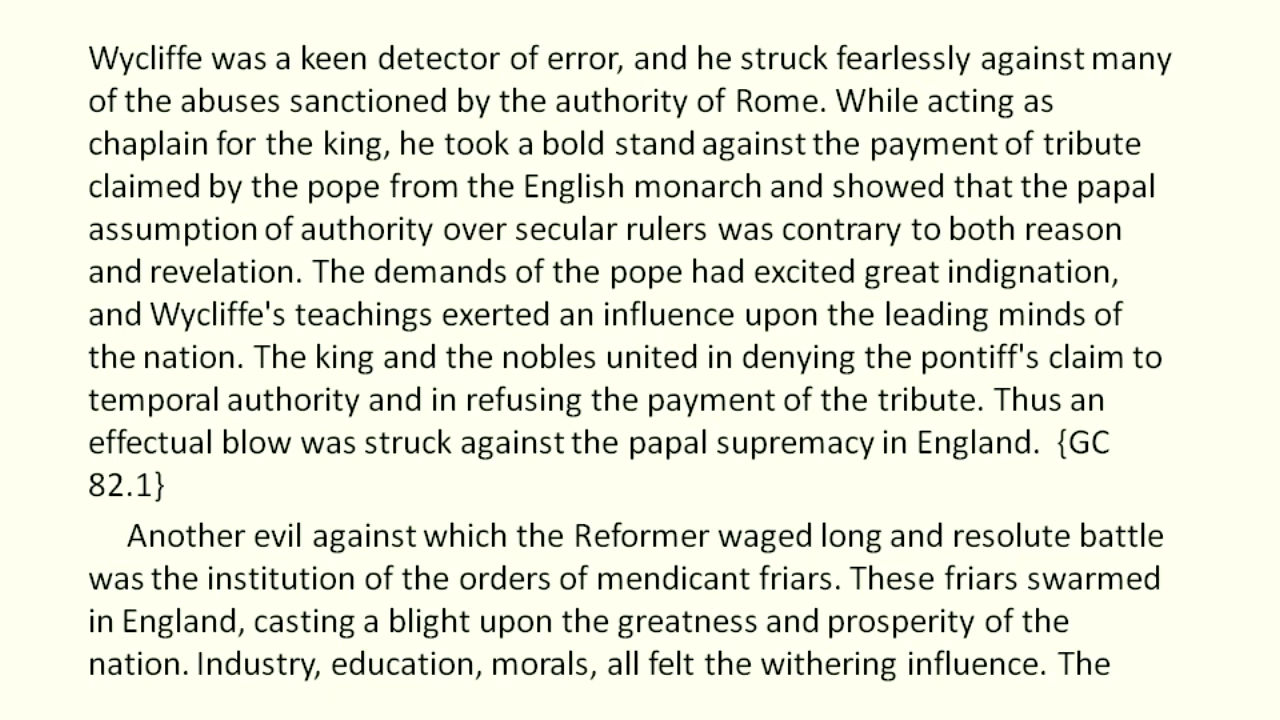 Wycliffe was a keen detector of error, and he struck fearlessly against many
of the abuses sanctioned by the authority of Rome. While acting as
chaplain for the king, he took a bold stand against the payment of tribute
claimed by the pope from the English monarch and showed that the papal
assumption of authority over secular rulers was contrary to both reason
and revelation. The demands of the pope had excited great indignation,
and Wycliffe's teachings exerted an influence upon the leading minds of
the nation. The king and the nobles united in denying the pontiff's claim to
temporal authority and in refusing the payment of the tribute. Thus an
effectual blow was struck against the papal supremacy in England.  {GC
82.1}
Another evil against which the Reformer waged long and resolute battle
was the institution of the orders of mendicant friars. These friars swarmed
in England, casting a blight upon the greatness and prosperity of the
nation. Industry, education, morals, all felt the withering influence. The